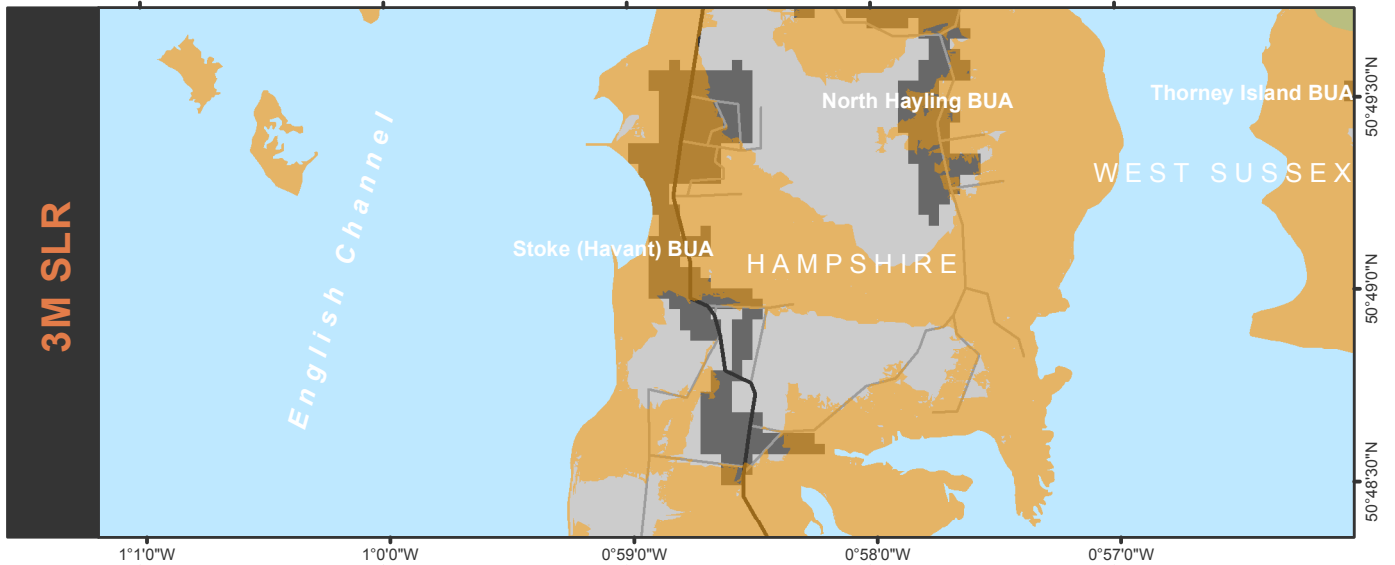 3M SLR
English Channel
North Hayling BUA
Thorney Island BUA
WEST SUSSEX
Stoke (Havant) BUA
HAMPSHIRE
50°49'30"N
50°49'0"N
50°48'30"N
1°1'0"W
1°0'0"W
0°59'0"W
0°58'0"W
0°57'0"W